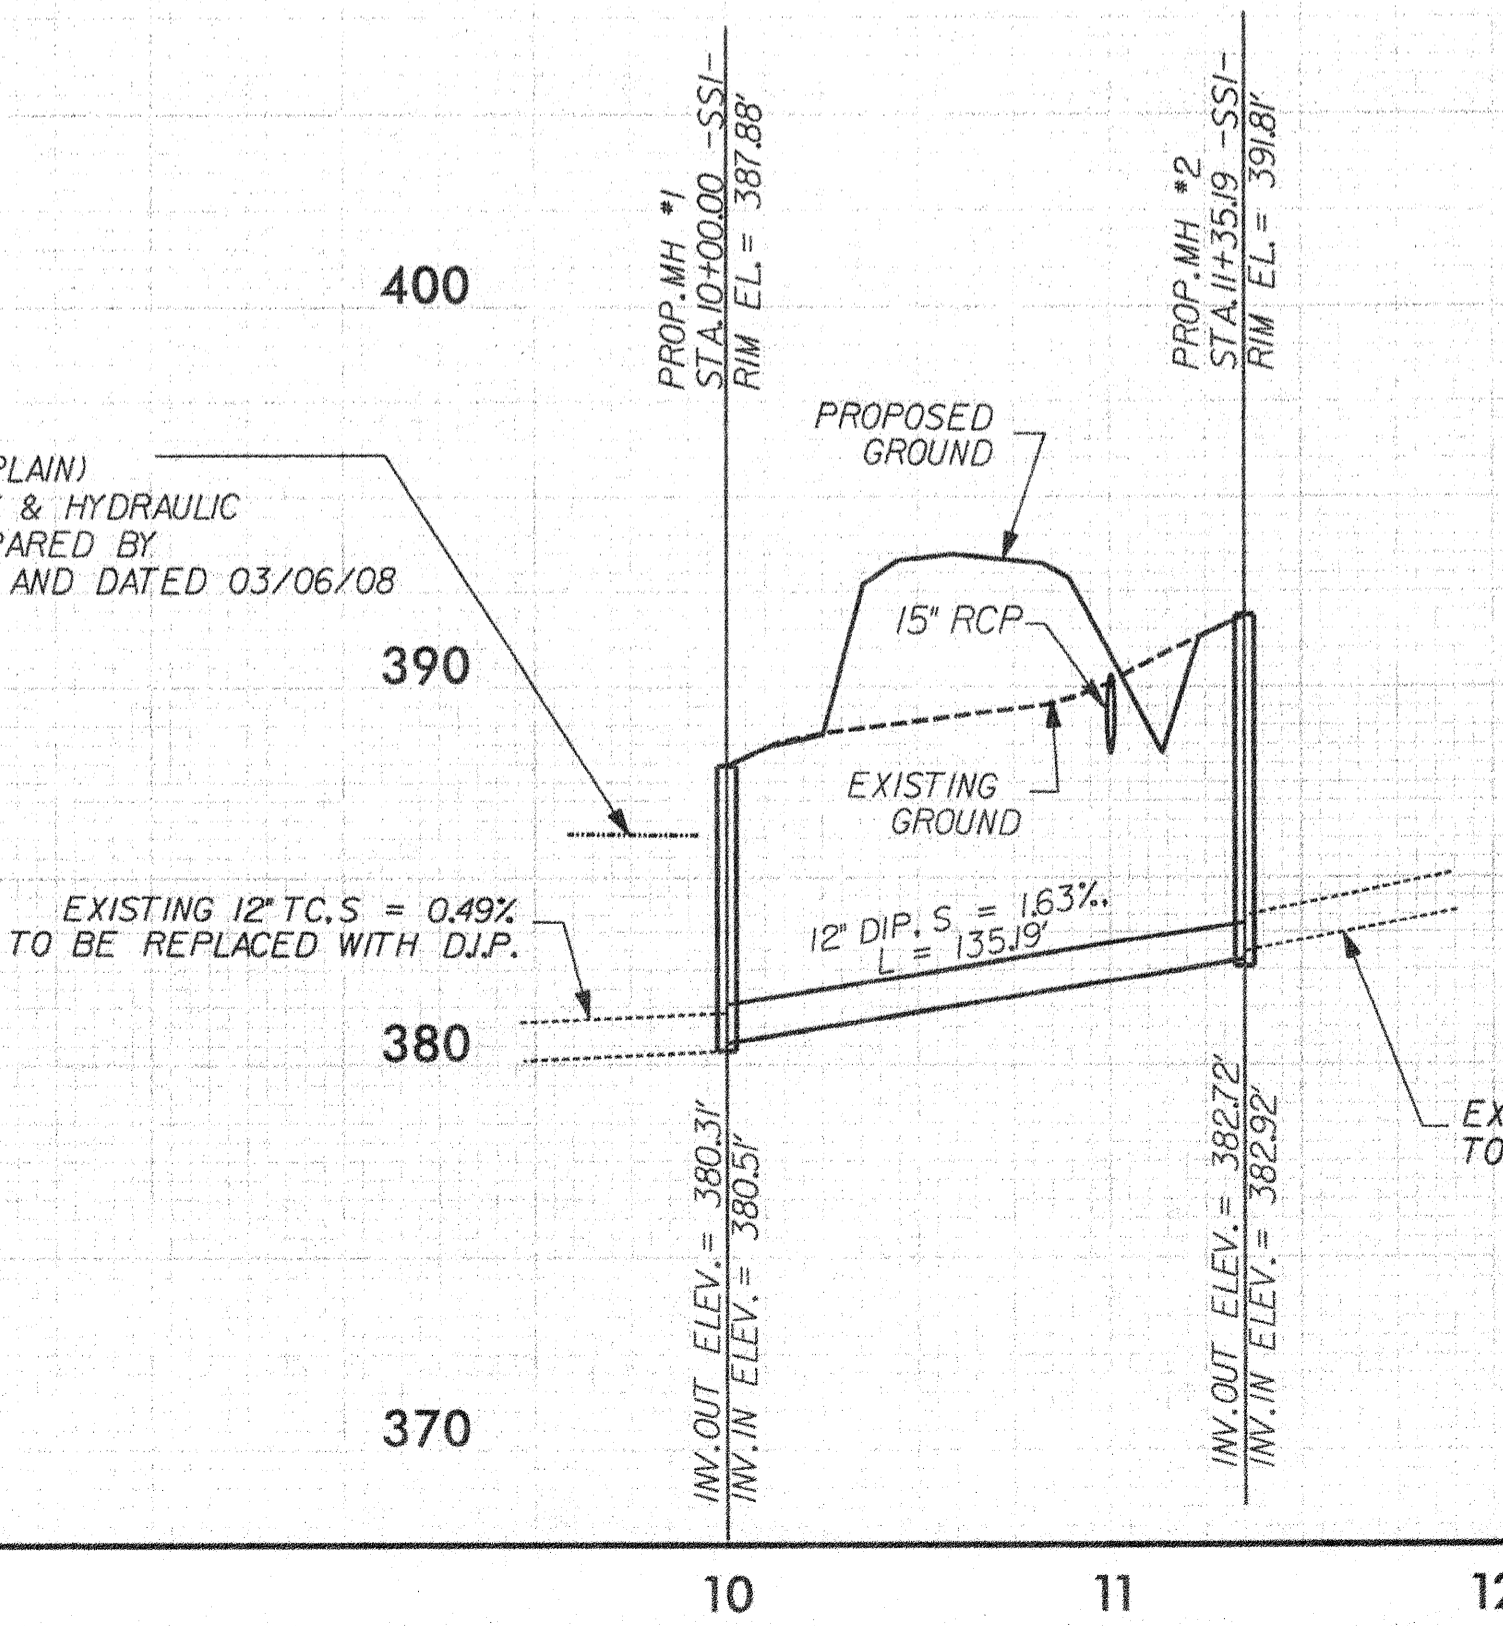 PROP. MH #1
STA. 10+00.00 -SS1-
RIM EL. = 387.88'
PROP. MH #2
STA. 11+35.19 -SS1-
RIM EL. = 391.81'
400
PROPOSED
GROUND
PLAIN)
& HYDRAULIC
PARED BY
AND DATED 03/06/08
15" RCP
390
EXISTING
GROUND
EXISTING 12" TC, S = 0.49%
TO BE REPLACED WITH D.I.P.
12" DIP, S = 1.63%
L = 135.19'
380
EX
TO
INV. OUT ELEV. = 380.31'
INV. IN ELEV. = 380.51'
INV. OUT ELEV. = 382.72'
INV. IN ELEV. = 382.92'
370
10 11 12